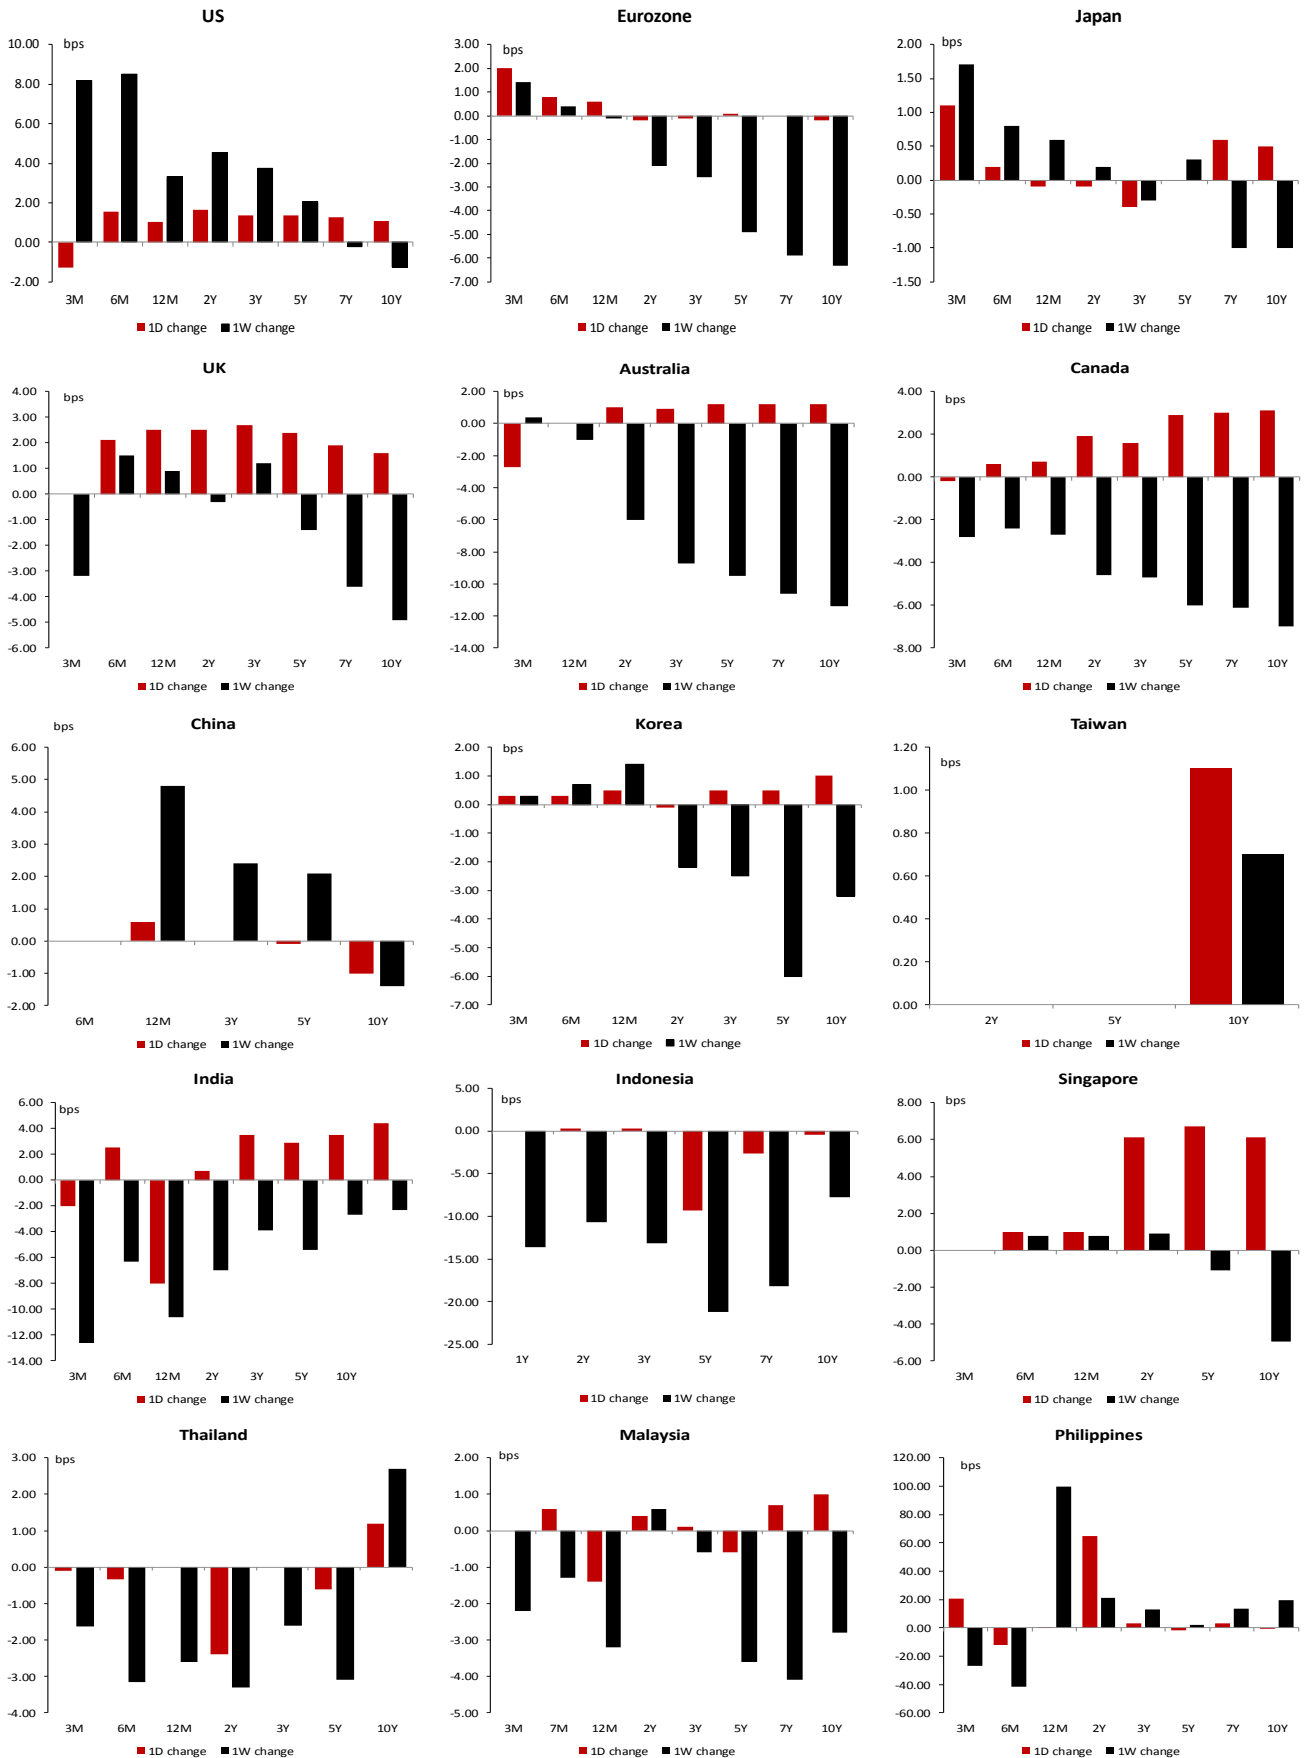 US
bps
10.00
8.00
6.00
4.00
2.00
0.00
-2.00
3M 6M 12M 2Y 3Y 5Y 7Y 10Y
1D change 1W change
Eurozone
bps
3.00
2.00
1.00
0.00
-1.00
-2.00
-3.00
-4.00
-5.00
-6.00
-7.00
3M 6M 12M 2Y 3Y 5Y 7Y 10Y
1D change 1W change
Japan
bps
2.00
1.50
1.00
0.50
0.00
-0.50
-1.00
-1.50
3M 6M 12M 2Y 3Y 5Y 7Y 10Y
1D change 1W change
UK
bps
4.00
3.00
2.00
1.00
0.00
-1.00
-2.00
-3.00
-4.00
-5.00
-6.00
3M 6M 12M 2Y 3Y 5Y 7Y 10Y
1D change 1W change
Australia
bps
2.00
0.00
-2.00
-4.00
-6.00
-8.00
-10.00
-12.00
-14.00
3M 12M 2Y 3Y 5Y 7Y 10Y
1D change 1W change
Canada
bps
4.00
2.00
0.00
-2.00
-4.00
-6.00
-8.00
3M 6M 12M 2Y 3Y 5Y 7Y 10Y
1D change 1W change
China
bps
6.00
5.00
4.00
3.00
2.00
1.00
0.00
-1.00
-2.00
6M 12M 3Y 5Y 10Y
1D change 1W change
Korea
bps
2.00
1.00
0.00
-1.00
-2.00
-3.00
-4.00
-5.00
-6.00
-7.00
3M 6M 12M 2Y 3Y 5Y 10Y
1D change 1W change
Taiwan
bps
1.20
1.00
0.80
0.60
0.40
0.20
0.00
2Y 5Y 10Y
1D change 1W change
India
bps
6.00
4.00
2.00
0.00
-2.00
-4.00
-6.00
-8.00
-10.00
-12.00
-14.00
3M 6M 12M 2Y 3Y 5Y 10Y
1D change 1W change
Indonesia
bps
5.00
0.00
-5.00
-10.00
-15.00
-20.00
-25.00
1Y 2Y 3Y 5Y 7Y 10Y
1D change 1W change
Singapore
bps
8.00
6.00
4.00
2.00
0.00
-2.00
-4.00
-6.00
3M 6M 12M 2Y 5Y 10Y
1D change 1W change
Thailand
bps
3.00
2.00
1.00
0.00
-1.00
-2.00
-3.00
-4.00
3M 6M 12M 2Y 3Y 5Y 10Y
1D change 1W change
Malaysia
bps
2.00
1.00
0.00
-1.00
-2.00
-3.00
-4.00
-5.00
3M 7M 12M 2Y 3Y 5Y 7Y 10Y
1D change 1W change
Philippines
bps
120.00
100.00
80.00
60.00
40.00
20.00
0.00
-20.00
-40.00
-60.00
3M 6M 12M 2Y 3Y 5Y 7Y 10Y
1D change 1W change